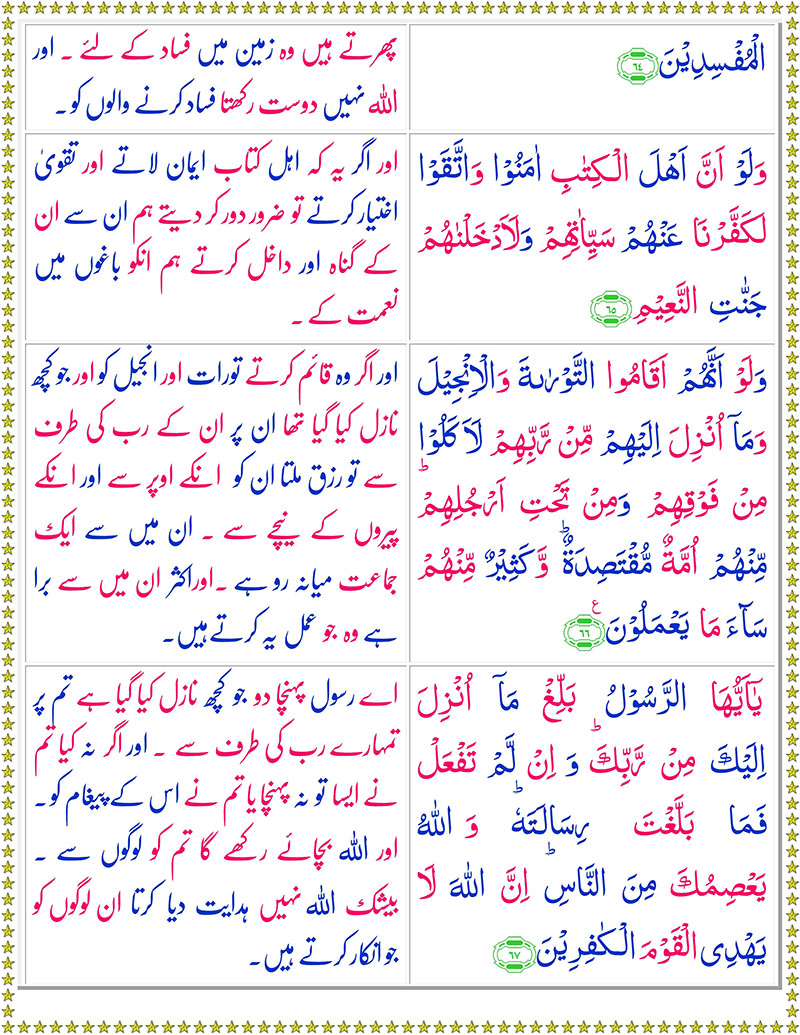 الْمُفْسِدِيْنَ ﴿٦٤﴾
پھرتے ہیں وہ زمین میں فساد کے لئے ۔ اور
اللہ نہیں دوست رکھتا فساد کرنے والوں کو ۔
وَلَوْ اَنَّ اَهْلَ الْكِتٰبِ اٰمَنُوْا وَاتَّقَوْا
لَكَفَّرْنَا عَنْهُمْ سَيِّاٰتِهِمْ وَلَاَدْخَلْنٰهُمْ
جَنّٰتِ النَّعِيْمِ ﴿٦٥﴾
اور اگر یہ کہ اہل کتاب ایمان لاتے اور تقویٰ
اختیار کرتے تو ضرور دور کر دیتے ہم ان سے ان
کے گناہ اور داخل کرتے ہم انکو باغوں میں
نعمت کے ۔
وَلَوْ اَنَّهُمْ اَقَامُوا التَّوْرٰىةَ وَالْاِنْجِيْلَ
وَمَاۤ اُنْزِلَ اِلَيْهِمْ مِّنْ رَّبِّهِمْ لَاَكَلُوْا
مِنْ فَوْقِهِمْ وَمِنْ تَحْتِ اَرْجُلِهِمْ ؕ
مِّنْهُمْ اُمَّةٌ مُّقْتَصِدَةٌ ؕ وَّكَثِيْرٌ مِّنْهُمْ
سَآءَ مَا يَعْمَلُوْنَ ﴿٦٦﴾ ع
اور اگر وہ قائم کرتے تورات اور انجیل کو اور جو کچھ
نازل کیا گیا تھا ان پر ان کے رب کی طرف
سے تو رزق ملتا ان کو انکے اوپر سے اور انکے
پیروں کے نیچے سے ۔ ان میں سے ایک
جماعت میانہ رو ہے ۔ اور اکثر ان میں سے برا
ہے وہ جو عمل یہ کرتے ہیں۔
يٰۤاَيُّهَا الرَّسُوْلُ بَلِّغْ مَاۤ اُنْزِلَ
اِلَيْكَ مِنْ رَّبِّكَ ؕ وَ اِنْ لَّمْ تَفْعَلْ
فَمَا بَلَّغْتَ رِسَالَتَهٗ ؕ وَ اللّٰهُ
يَعْصِمُكَ مِنَ النَّاسِ ؕ اِنَّ اللّٰهَ لَا
يَهْدِى الْقَوْمَ الْكٰفِرِيْنَ ﴿٦٧﴾
اے رسول پہنچا دو جو کچھ نازل کیا گیا ہے تم پر
تمہارے رب کی طرف سے ۔ اور اگر نہ کیا تم
نے ایسا تو نہ پہنچایا تم نے اس کے پیغام کو۔
اور اللہ بچائے رکھے گا تم کو لوگوں سے ۔
بیشک اللہ نہیں ہدایت دیا کرتا ان لوگوں کو
جو انکار کرتے ہیں۔